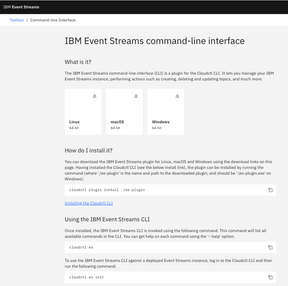 IBM Event Streams
Toolbox / Command-line Interface
IBM Event Streams command-line interface
What is it?
The IBM Event Streams command-line interface (CLI) is a plugin for the Cloudctl CLI. It lets you manage your IBM
Event Streams instance, performing actions such as creating, deleting and updating topics, and much more.
Linux macOS Windows
64 bit 64 bit 64 bit
How do I install it?
You can download the IBM Event Streams plugin for Linux, macOS and Windows using the download links on this
page. Having installed the Cloudctl CLI (see the below install link), the plugin can be installed by running the
command (where './es-plugin' is the name and path to the downloaded plugin, and should be '.\es-plugin.exe' on
Windows):
cloudctl plugin install ./es-plugin
Installing the Cloudctl CLI
Using the IBM Event Streams CLI
Once installed, the IBM Event Streams CLI is invoked using the following command. This command will list all
available commands in the CLI. You can get help on each command using the '--help' option.
cloudctl es
To use the IBM Event Streams CLI against a deployed Event Streams instance, log in to the Cloudctl CLI and then
run the following command:
cloudctl es init